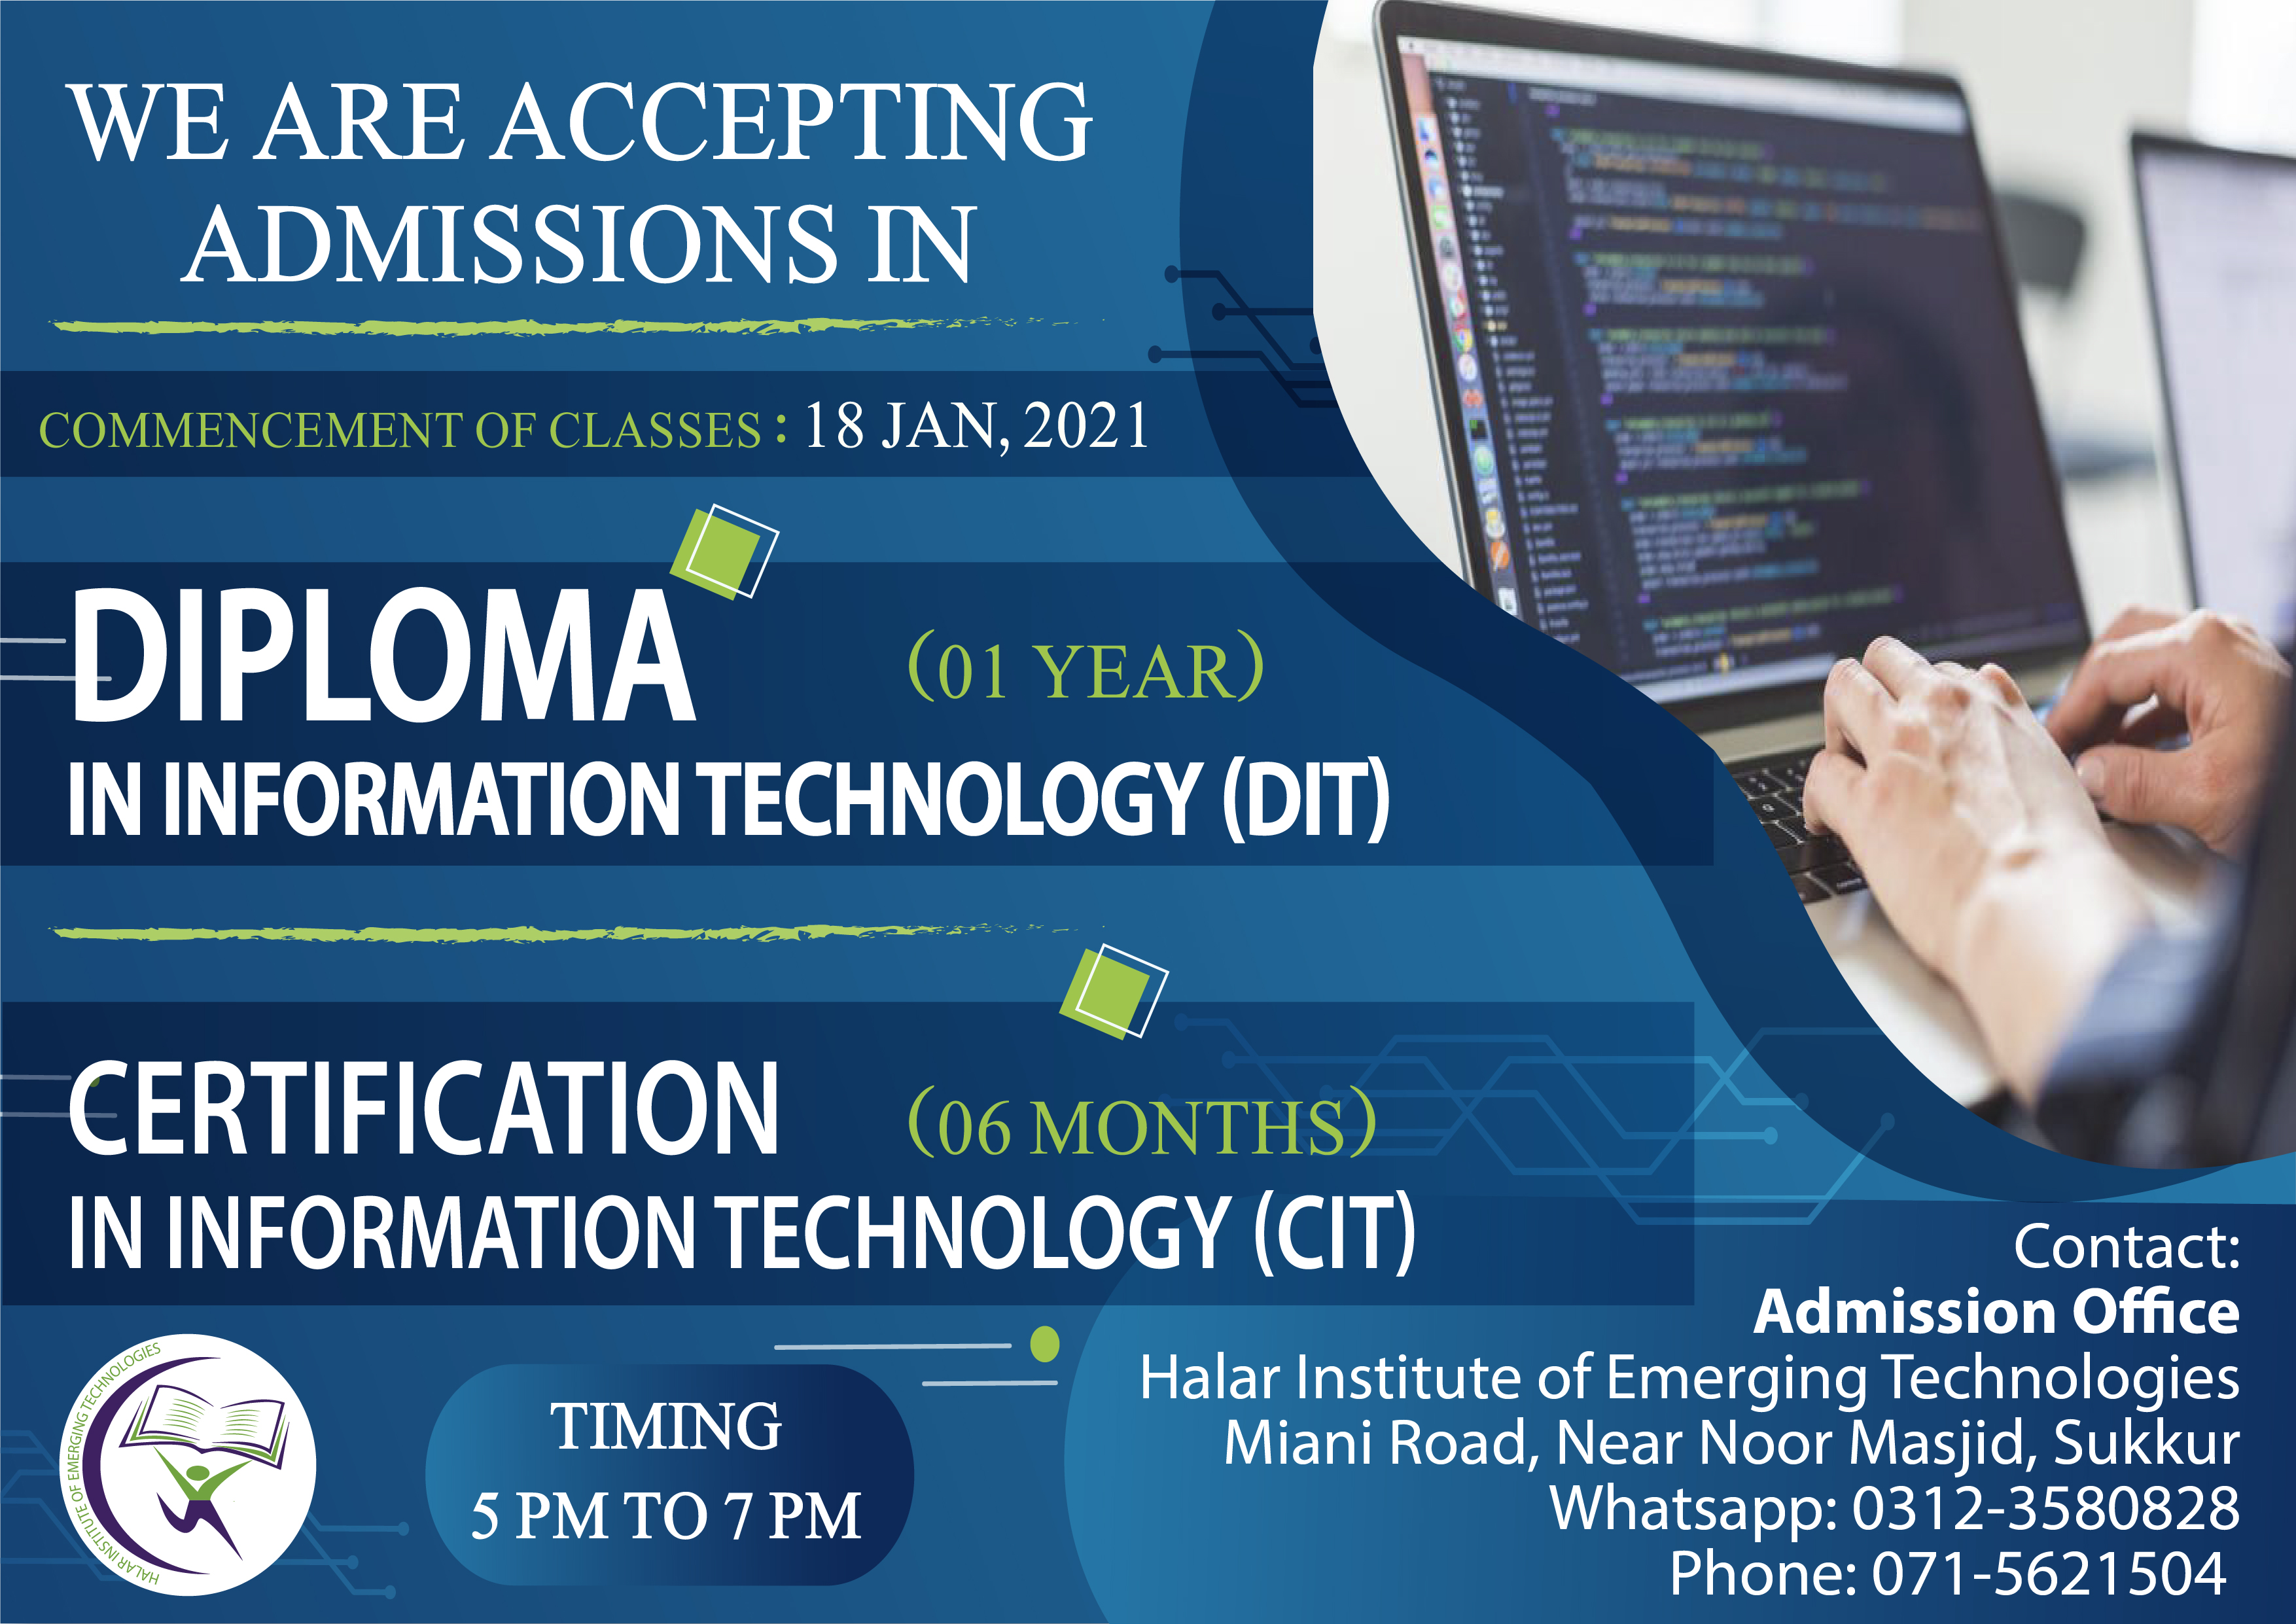 WE ARE ACCEPTING
ADMISSIONS IN
COMMENCEMENT OF CLASSES : 18 JAN, 2021
DIPLOMA (01 YEAR)
IN INFORMATION TECHNOLOGY (DIT)
CERTIFICATION (06 MONTHS)
IN INFORMATION TECHNOLOGY (CIT)
HALAR INSTITUTE OF EMERGING TECHNOLOGIES
TIMING
5 PM TO 7 PM
Contact:
Admission Office
Halar Institute of Emerging Technologies
Miani Road, Near Noor Masjid, Sukkur
Whatsapp: 0312-3580828
Phone: 071-5621504